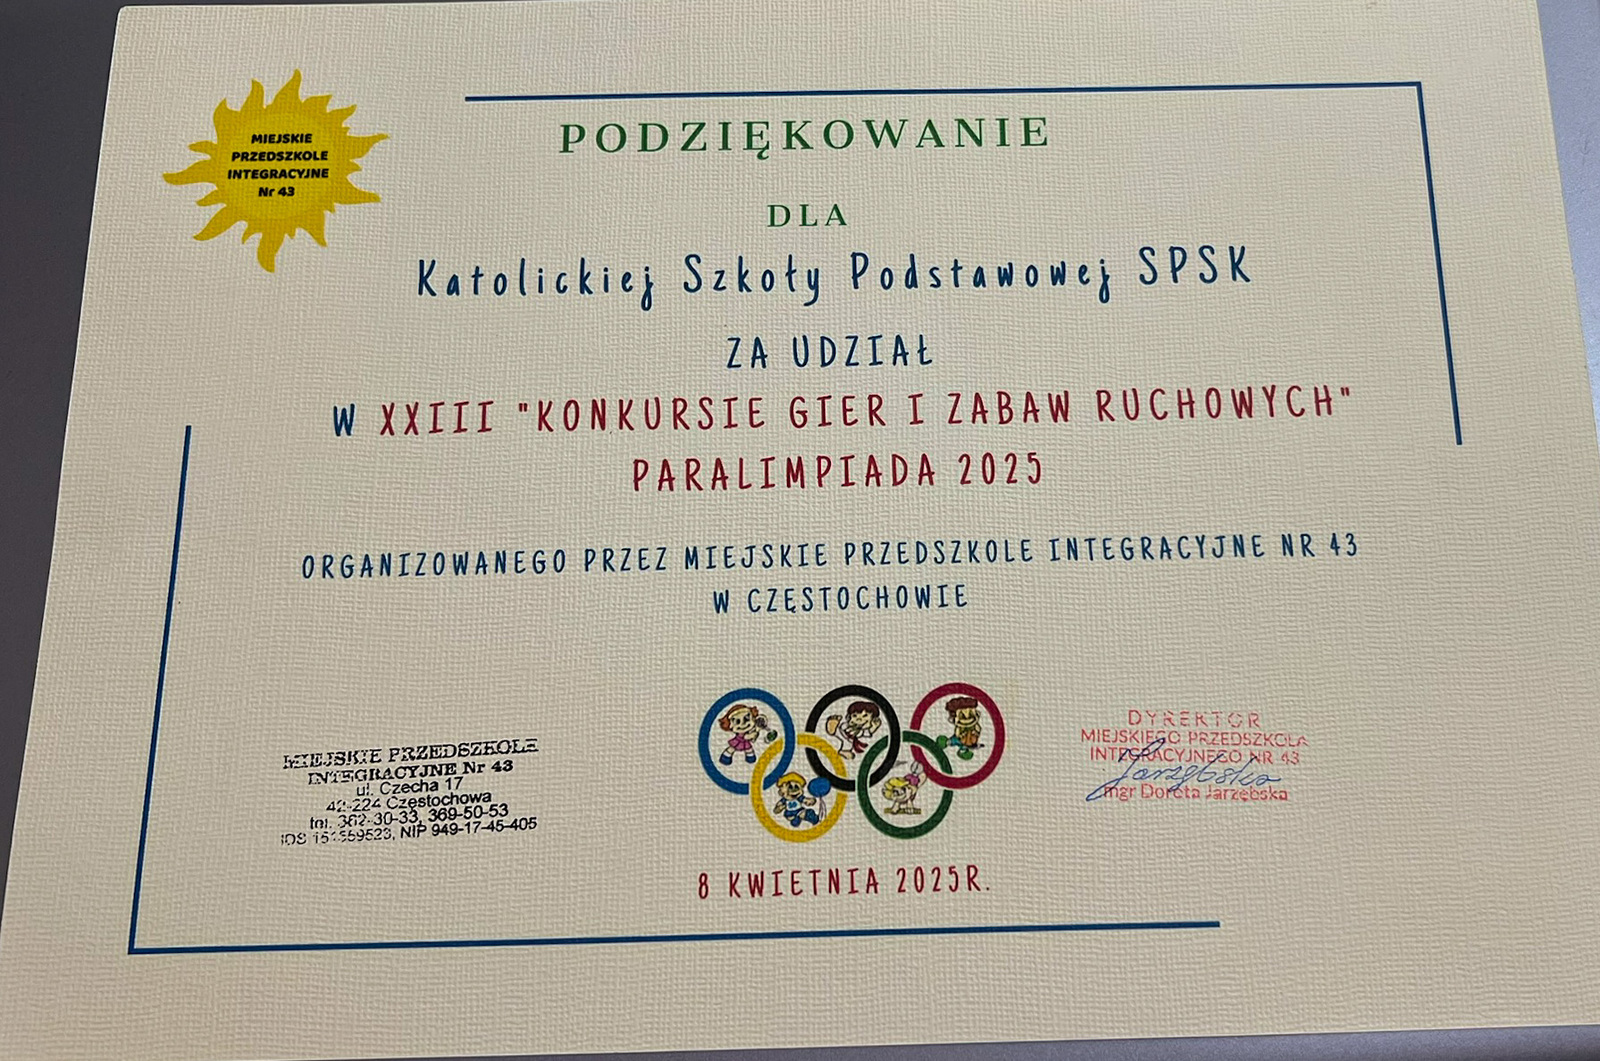 MIEJSKIE
PRZEDSZKOLE
INTEGRACYJNE
Nr 43
PODZIĘKOWANIE
DLA
Katolickiej Szkoły Podstawowej SPSK
ZA UDZIAŁ
W XXIII "KONKURSIE GIER I ZABAW RUCHOWYCH"
PARALIMPIADA 2025
ORGANIZOWANEGO PRZEZ MIEJSKIE PRZEDSZKOLE INTEGRACYJNE NR 43
W CZĘSTOCHOWIE
MIEJSKIE PRZEDSZKOLE
INTEGRACYJNE Nr 43
ul. Czecha 17
42-224 Częstochowa
tel. 362-30-33, 369-50-53
NIP 949-17-45-405
DYREKTOR
MIEJSKIEGO PRZEDSZKOLA
INTEGRACYJNEGO NR 43
Jarzębska
mgr Dorota Jarzębska
8 KWIETNIA 2025R.